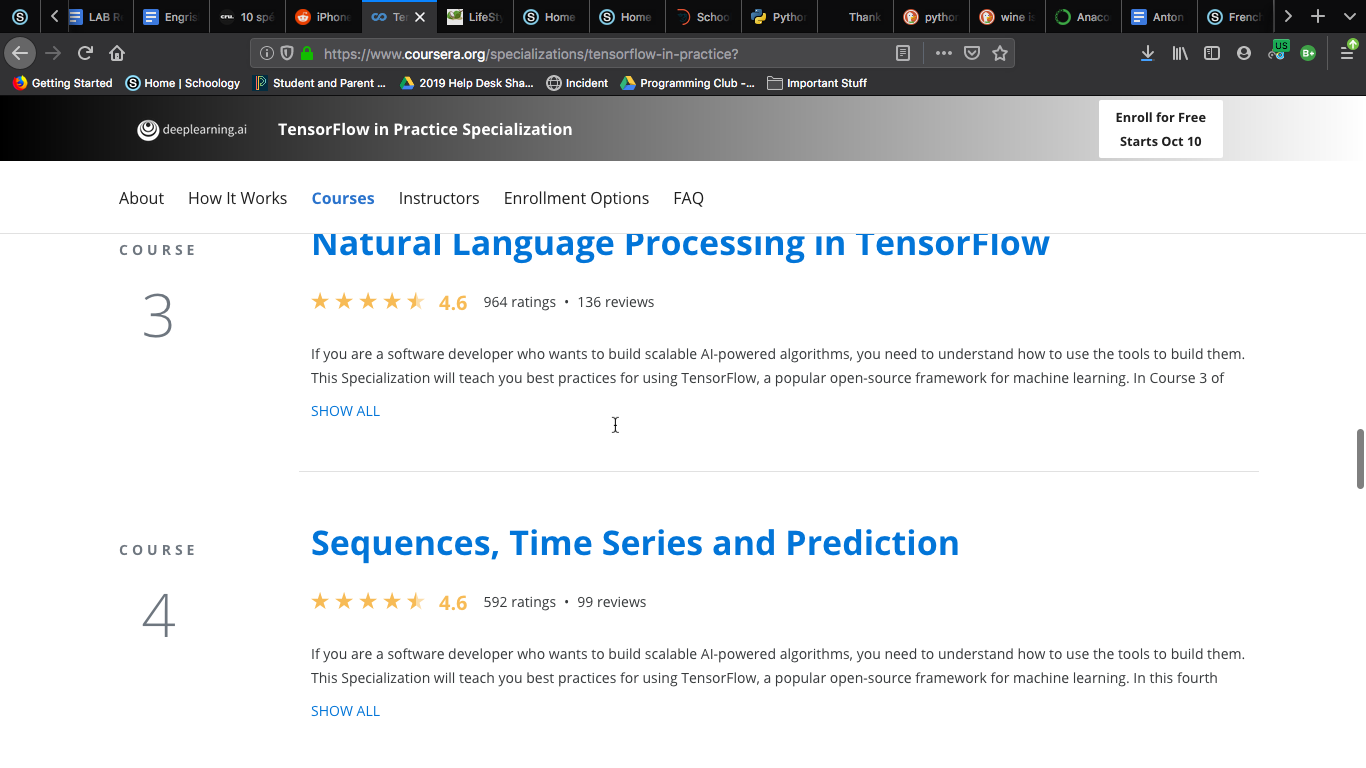 LAB R
Engris
10 spé
iPhone
Te
LifeSt
Home
Home
Schoo
Pytho
Thank
python
wine is
Anaco
Anton
French
https://www.coursera.org/specializations/tensorflow-in-practice?
US
B+
Getting Started
Home | Schoology
Student and Parent ...
2019 Help Desk Sha...
Incident
Programming Club -...
Important Stuff
deeplearning.ai
TensorFlow in Practice Specialization
Enroll for Free
Starts Oct 10
About
How It Works
Courses
Instructors
Enrollment Options
FAQ
COURSE
3
Natural Language Processing in TensorFlow
4.6 964 ratings • 136 reviews
If you are a software developer who wants to build scalable AI-powered algorithms, you need to understand how to use the tools to build them.
This Specialization will teach you best practices for using TensorFlow, a popular open-source framework for machine learning. In Course 3 of
SHOW ALL
COURSE
4
Sequences, Time Series and Prediction
4.6 592 ratings • 99 reviews
If you are a software developer who wants to build scalable AI-powered algorithms, you need to understand how to use the tools to build them.
This Specialization will teach you best practices for using TensorFlow, a popular open-source framework for machine learning. In this fourth
SHOW ALL